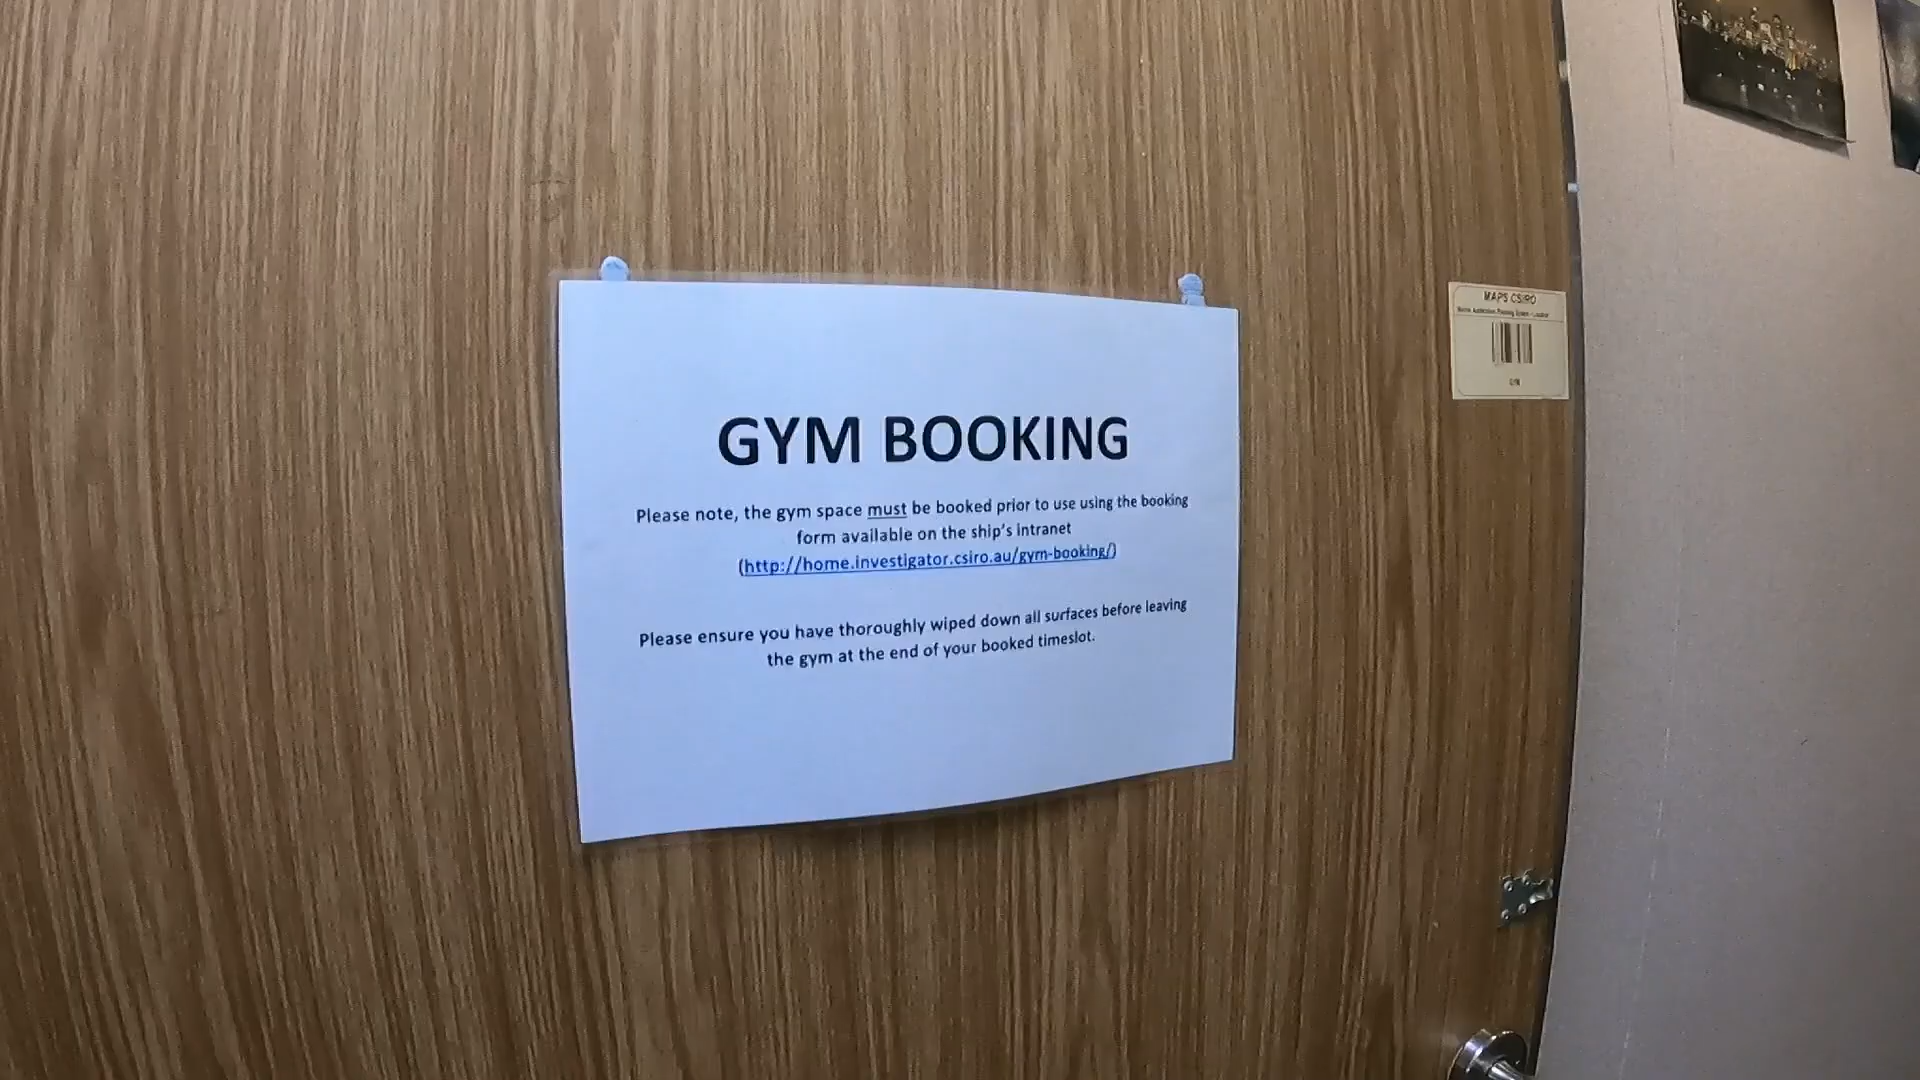 GYM BOOKING
Please note, the gym space must be booked prior to use using the booking
form available on the ship's intranet
(http://home.investigator.csiro.au/gym-booking/)
Please ensure you have thoroughly wiped down all surfaces before leaving
the gym at the end of your booked timeslot.
MAPS CSIRO
GYM